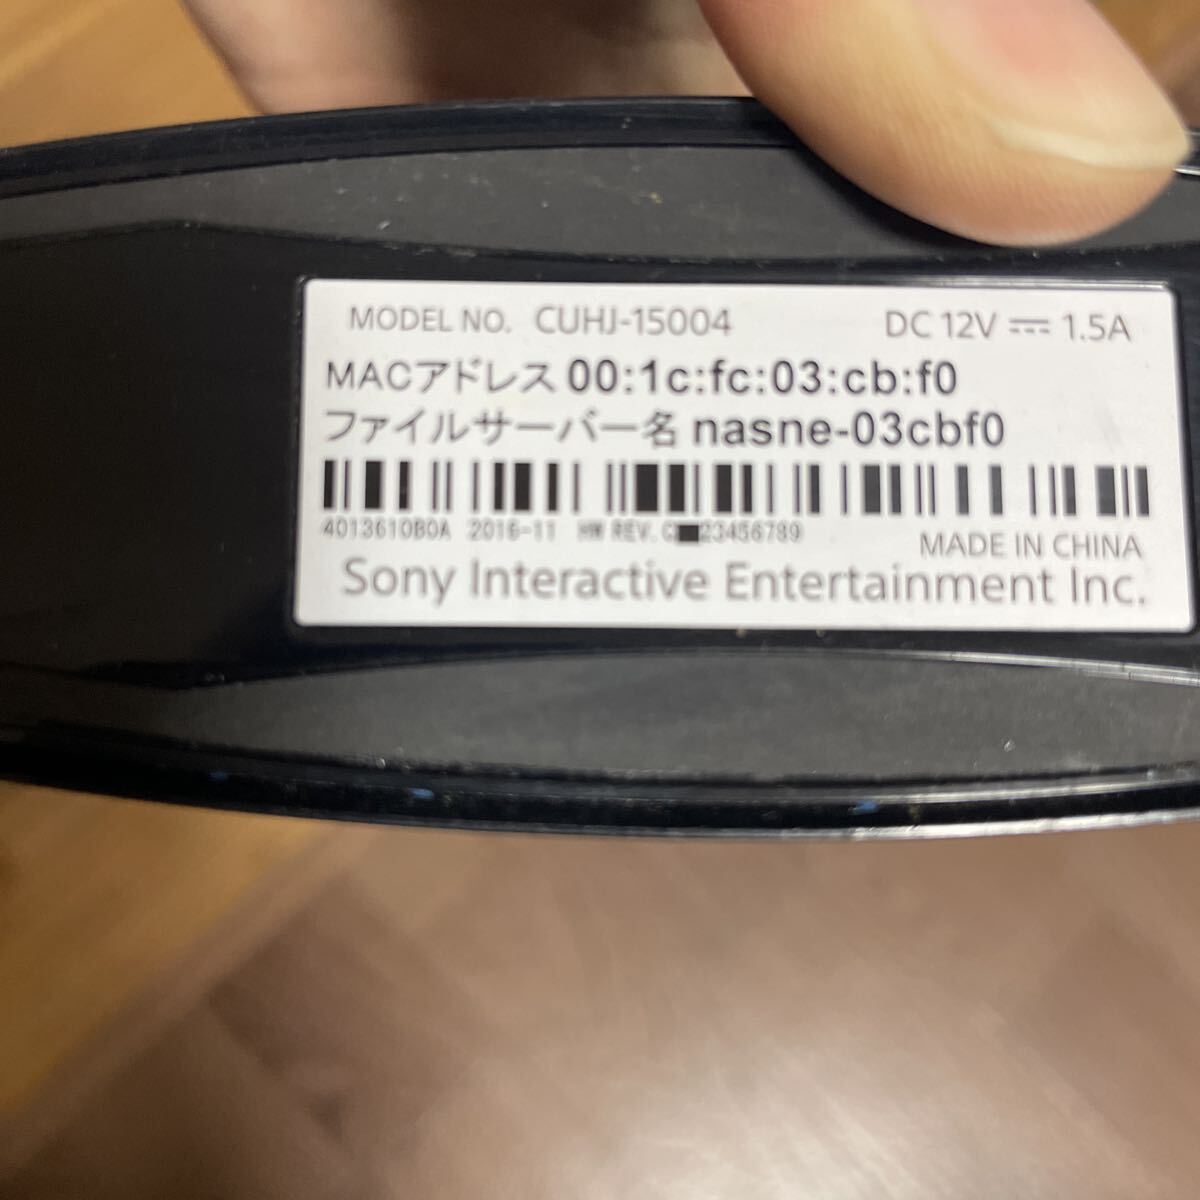 MODEL NO. CUHJ-15004 DC 12V ⎓ 1.5A
MACアドレス 00:1c:fc:03:cb:f0
ファイルサーバー名 nasne-03cbf0
4013610B0A 2016-11 HW REV. C■23456789
MADE IN CHINA
Sony Interactive Entertainment Inc.